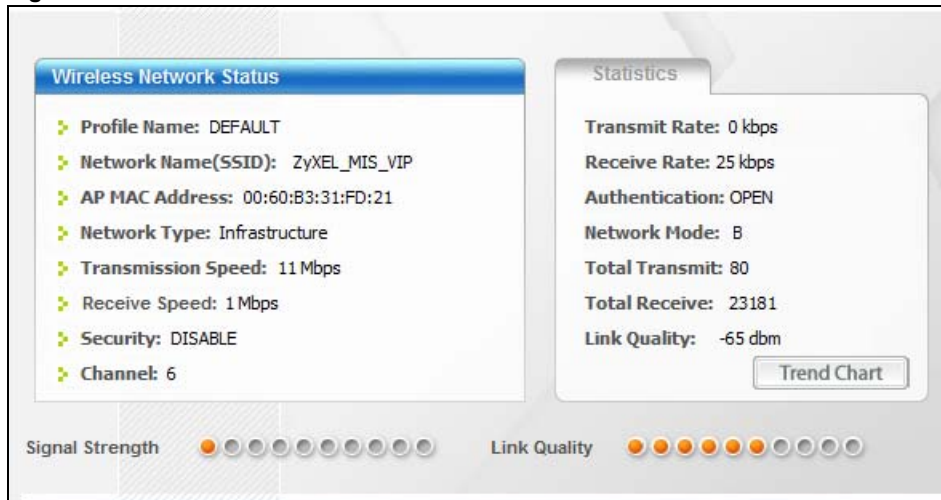 Wireless Network Status
Profile Name: DEFAULT
Network Name(SSID): ZyXEL_MIS_VIP
AP MAC Address: 00:60:B3:31:FD:21
Network Type: Infrastructure
Transmission Speed: 11 Mbps
Receive Speed: 1 Mbps
Security: DISABLE
Channel: 6
Statistics
Transmit Rate: 0 kbps
Receive Rate: 25 kbps
Authentication: OPEN
Network Mode: B
Total Transmit: 80
Total Receive: 23181
Link Quality: -65 dbm
Trend Chart
Signal Strength
Link Quality